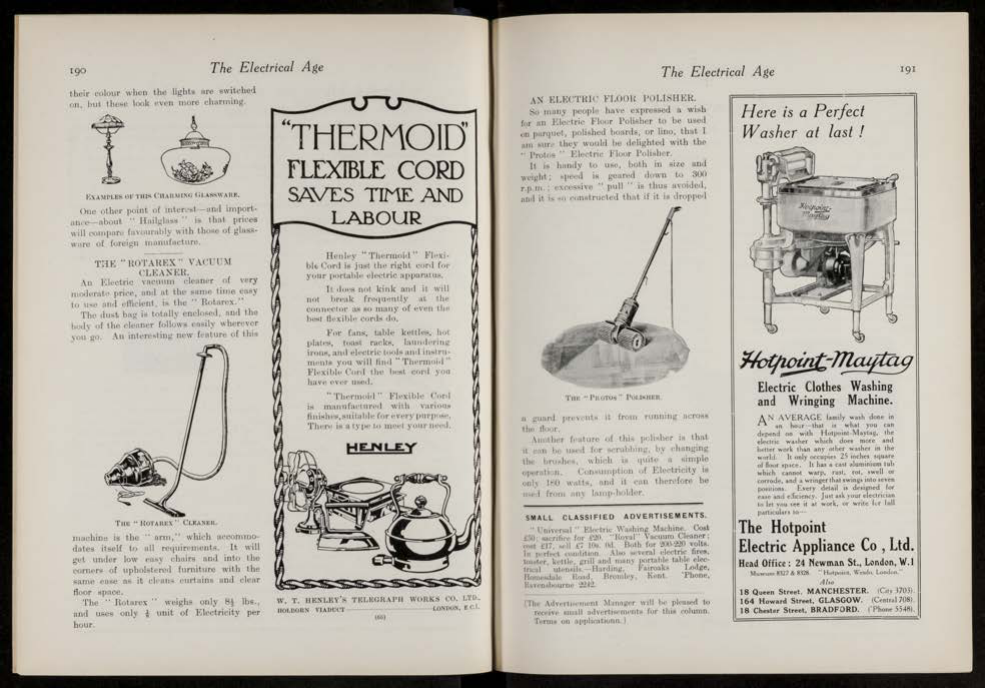 190
The Electrical Age
their colour when the lights are switched
on, but these look even more charming.
EXAMPLES OF THIS CHARMING GLASSWARE.
One other point of interest—and import-
ance—about " Hailglass " is that prices
will compare favourably with those of glass-
ware of foreign manufacture.
THE " ROTAREX " VACUUM
CLEANER.
An Electric vacuum cleaner of very
moderate price, and at the same time easy
to use and efficient, is the " Rotarex."
The dust bag is totally enclosed, and the
body of the cleaner follows easily wherever
you go. An interesting new feature of this
THE " ROTAREX " CLEANER.
machine is the " arm," which accommo-
dates itself to all requirements. It will
get under low easy chairs and into the
corners of upholstered furniture with the
same ease as it cleans curtains and clear
floor space.
The " Rotarex " weighs only 8½ lbs.,
and uses only unit of Electricity per
hour.
"THERMOID"
FLEXIBLE CORD
SAVES TIME AND
LABOUR
Henley " Thermoid " Flexi-
ble Cord is just the right cord for
your portable electric apparatus.
It does not kink and it will
not break frequently at the
connector as so many of even the
best flexible cords do.
For fans, table kettles, hot
plates, toast racks, laundering
irons, and electric tools and instru-
ments you will find " Thermoid "
Flexible Cord the best cord you
have ever used.
" Thermoid " Flexible Cord
is manufactured with various
finishes, suitable for every purpose.
There is a type to meet your need.
HENLEY
W. T. HENLEY'S TELEGRAPH WORKS CO. LTD.
HOLBORN VIADUCT LONDON, E.C.1.
The Electrical Age
191
AN ELECTRIC FLOOR POLISHER.
So many people have expressed a wish
for an Electric Floor Polisher to be used
on parquet, polished boards, or lino, that I
am sure they would be delighted with the
" Protos " Electric Floor Polisher.
It is handy to use, both in size and
weight; speed is geared down to 300
r.p.m.; excessive " pull " is thus avoided,
and it is so constructed that if it is dropped
THE " PROTOS " POLISHER.
a guard prevents it from running across
the floor.
Another feature of this polisher is that
it can be used for scrubbing, by changing
the brushes, which is quite a simple
operation. Consumption of Electricity is
only 160 watts, and it can therefore be
used from any lamp-holder.
SMALL CLASSIFIED ADVERTISEMENTS.
" Universal " Electric Washing Machine. Cost
£50; sacrifice for £20. "Royal" Vacuum Cleaner;
cost £17, sell £7 10s. 0d. Both for 200-220 volts.
In perfect condition. Also several electric fires,
toaster, kettle, grill and many portable table elec-
trical utensils.—Harding, Fairoaks Lodge,
Road, Bromley, Kent. 'Phone,
Ravensbourne 2242.
[The Advertisement Manager will be pleased to
receive small advertisements for this column.
Terms on application.]
Here is a Perfect
Washer at last !
Hotpoint-Maytag
Hotpoint-Maytag
Electric Clothes Washing
and Wringing Machine.
AN AVERAGE family wash done in
an hour—that is what you can
depend on with Hotpoint-Maytag, the
electric washer which does more and
better work than any other washer in the
world. It only occupies 25 inches square
of floor space. It has a cast aluminium tub
which cannot warp, rust, rot, swell or
corrode, and a wringer that swings into seven
positions. Every detail is designed for
ease and efficiency. Just ask your electrician
to let you see it at work, or write for full
particulars to—
The Hotpoint
Electric Appliance Co , Ltd.
Head Office : 24 Newman St., London, W.1
Museum 8327 & 8328. "Hotpoint, Wesdo, London."
Also
18 Queen Street, MANCHESTER. (City 3703).
164 Howard Street, GLASGOW. (Central 708).
18 Chester Street, BRADFORD. ('Phone 5548).